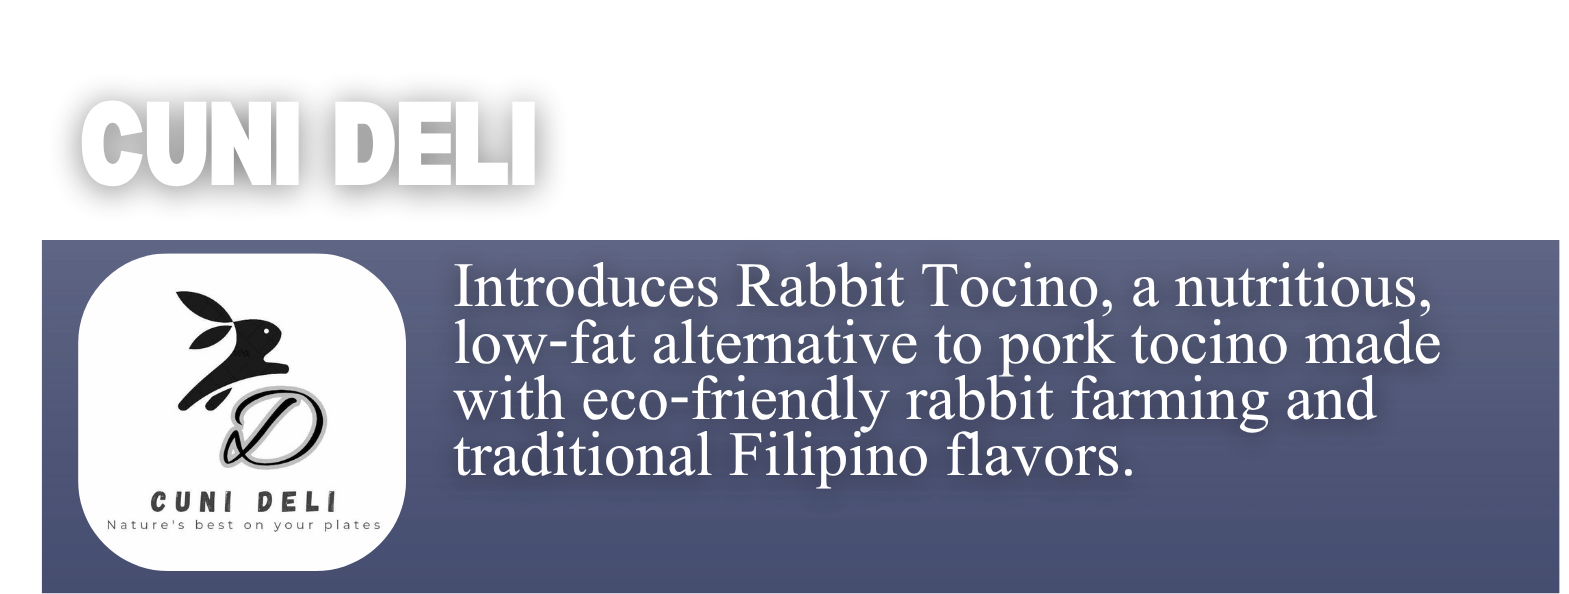 CUNI DELI
Introduces Rabbit Tocino, a nutritious,
low-fat alternative to pork tocino made
with eco-friendly rabbit farming and
traditional Filipino flavors.
D
CUNI DELI
Nature's best on your plates